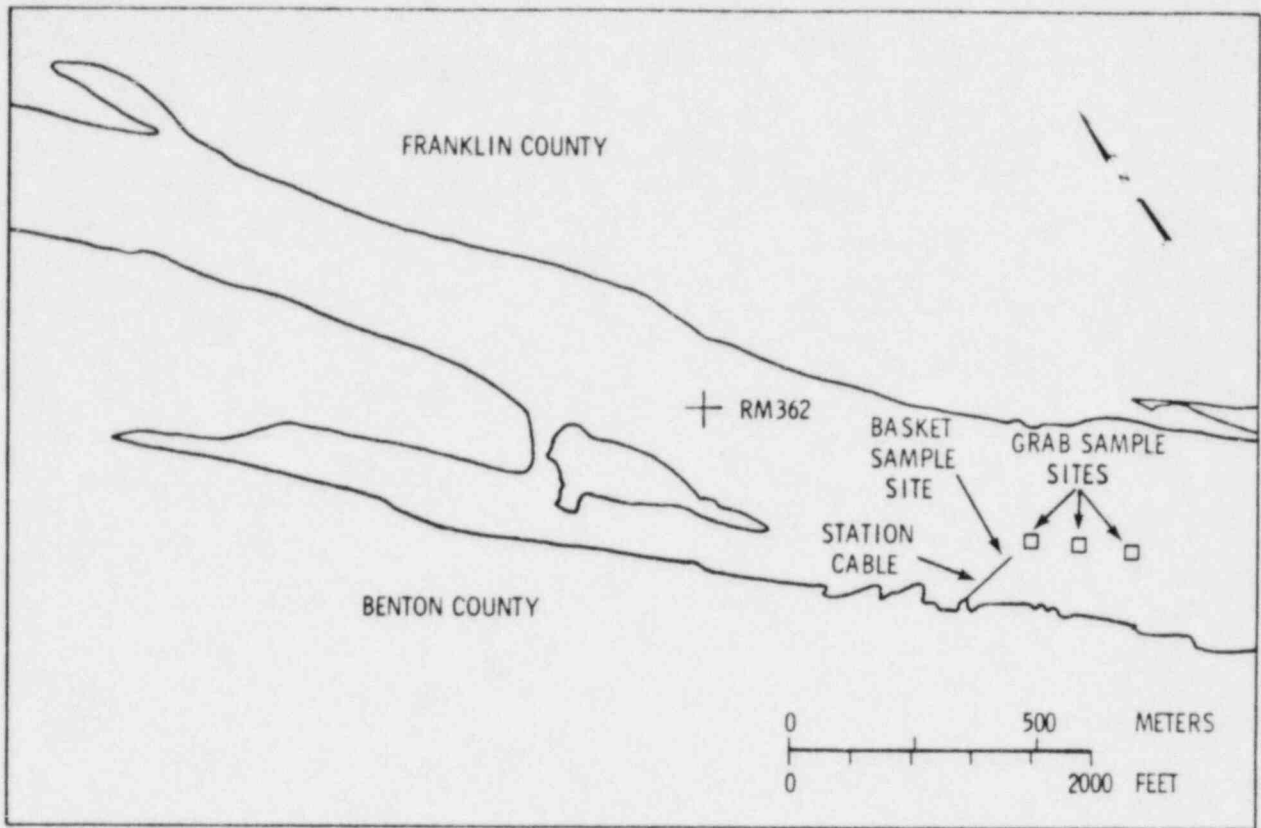 FRANKLIN COUNTY
N
RM362
BASKET
SAMPLE
SITE
GRAB SAMPLE
SITES
STATION
CABLE
BENTON COUNTY
0 500 METERS
0 2000 FEET